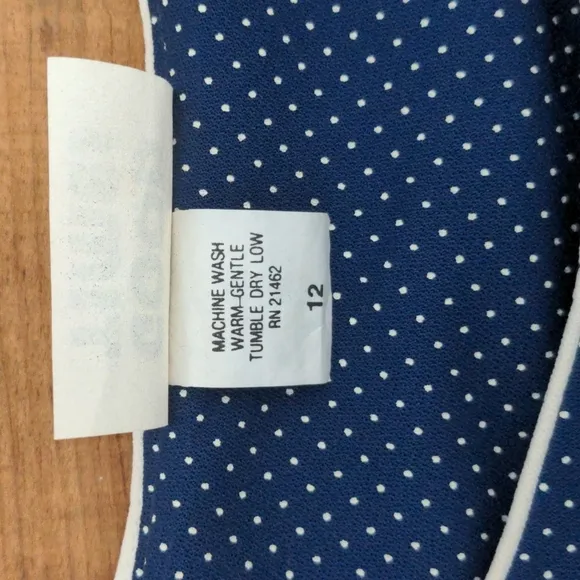 MACHINE WASH
WARM-GENTLE
TUMBLE DRY LOW
RN 21462
12